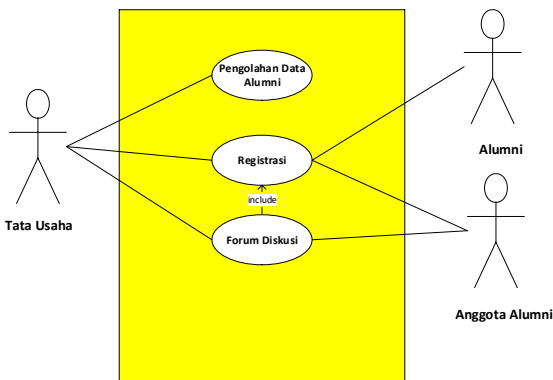 Pengolahan Data
Alumni
Registrasi
include
Forum Diskusi
Tata Usaha
Alumni
Anggota Alumni